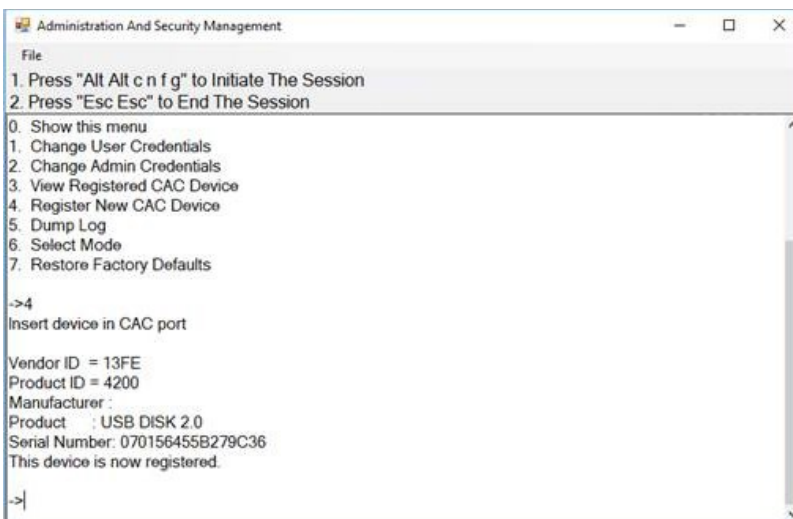 Administration And Security Management
File
1. Press "Alt Alt c n f g" to Initiate The Session
2. Press "Esc Esc" to End The Session
0. Show this menu
1. Change User Credentials
2. Change Admin Credentials
3. View Registered CAC Device
4. Register New CAC Device
5. Dump Log
6. Select Mode
7. Restore Factory Defaults
->4
Insert device in CAC port
Vendor ID = 13FE
Product ID = 4200
Manufacturer :
Product : USB DISK 2.0
Serial Number: 070156455B279C36
This device is now registered.
->